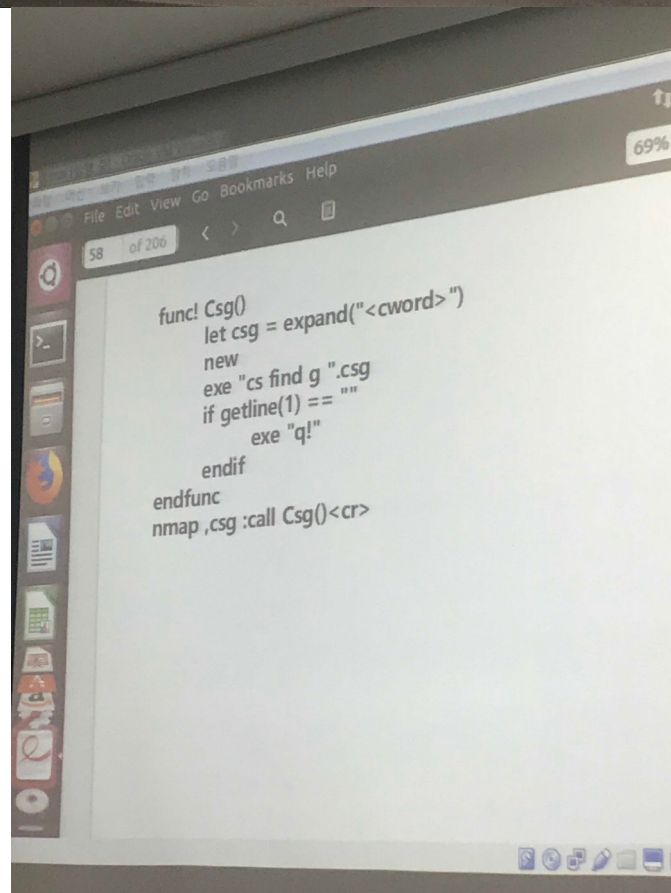 69%
File Edit View Go Bookmarks Help
58 of 206
func! Csg()
let csg = expand("<cword>")
new
exe "cs find g ".csg
if getline(1) == ""
exe "q!"
endif
endfunc
nmap ,csg :call Csg()<cr>